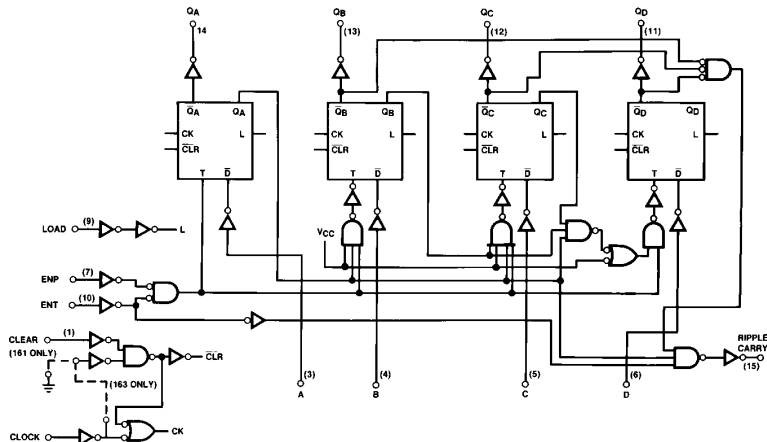 QA QB QC QD
14 (13) (12) (11)
Q̅A QA Q̅B QB Q̅C QC Q̅D QD
CK L CK L CK L CK L
C̅L̅R̅ C̅L̅R̅ C̅L̅R̅ C̅L̅R̅
T D̅ T D̅ T D̅ T D̅
LOAD (9) L
VCC
ENP (7)
ENT (10)
CLEAR (1)
(161 ONLY) C̅L̅R̅
(163 ONLY)
CLOCK CK
(3) (4) (5) (6)
A B C D
RIPPLE
CARRY
(15)